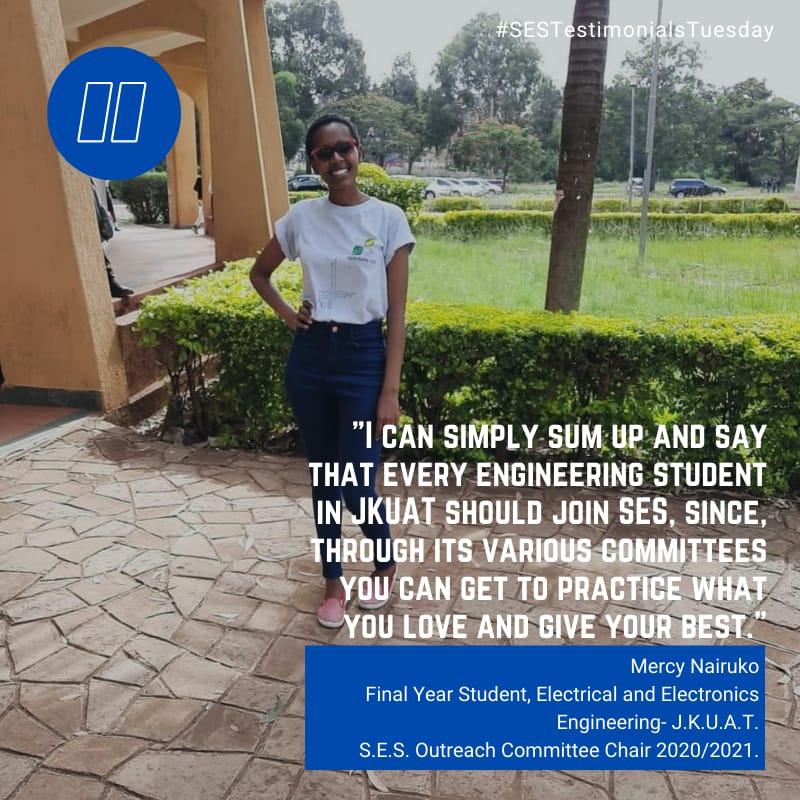 #SESTestimonialsTuesday
"I CAN SIMPLY SUM UP AND SAY
THAT EVERY ENGINEERING STUDENT
IN JKUAT SHOULD JOIN SES, SINCE,
THROUGH ITS VARIOUS COMMITTEES
YOU CAN GET TO PRACTICE WHAT
YOU LOVE AND GIVE YOUR BEST."
Mercy Nairuko
Final Year Student, Electrical and Electronics
Engineering- J.K.U.A.T.
S.E.S. Outreach Committee Chair 2020/2021.